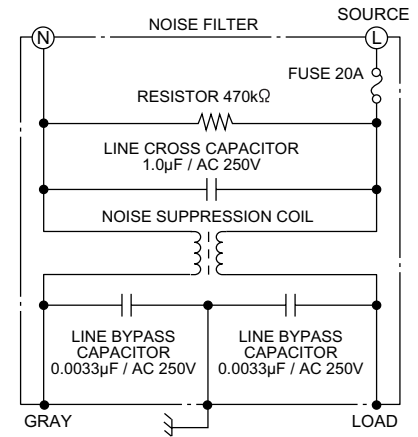 SOURCE
NOISE FILTER
N
L
FUSE 20A
RESISTOR 470kΩ
LINE CROSS CAPACITOR
1.0μF / AC 250V
NOISE SUPPRESSION COIL
LINE BYPASS
CAPACITOR
0.0033μF / AC 250V
LINE BYPASS
CAPACITOR
0.0033μF / AC 250V
GRAY
LOAD